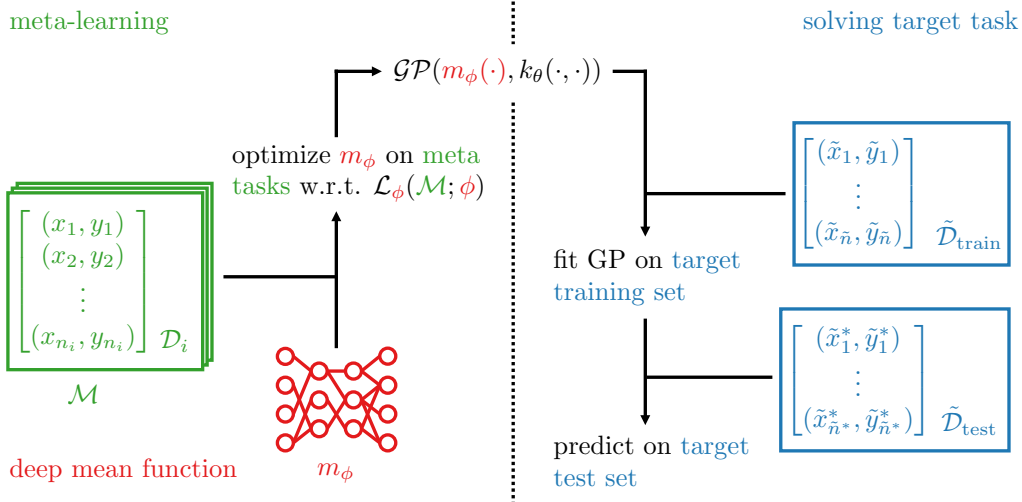 meta-learning
solving target task
𝒢𝒫(m_ϕ(·), k_θ(·, ·))
optimize m_ϕ on meta
tasks w.r.t. ℒ_ϕ(ℳ; ϕ)
(x_1, y_1)
(x_2, y_2)
⋮
(x_{n_i}, y_{n_i})
𝒟_i
ℳ
deep mean function
m_ϕ
(x̃_1, ỹ_1)
⋮
(x̃_ñ, ỹ_ñ)
𝒟̃_train
fit GP on target
training set
(x̃*_1, ỹ*_1)
⋮
(x̃*_{ñ*}, ỹ*_{ñ*})
𝒟̃_test
predict on target
test set